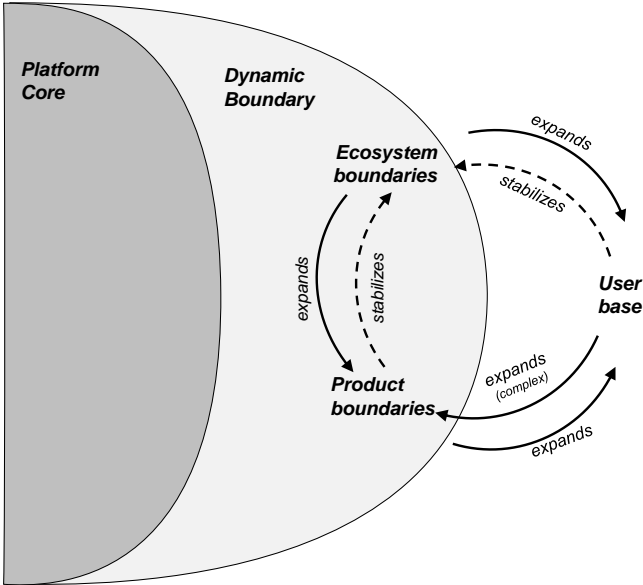 Platform
Core
Dynamic
Boundary
expands
Ecosystem
boundaries
stabilizes
expands
stabilizes
User
base
Product
boundaries
expands
(complex)
expands